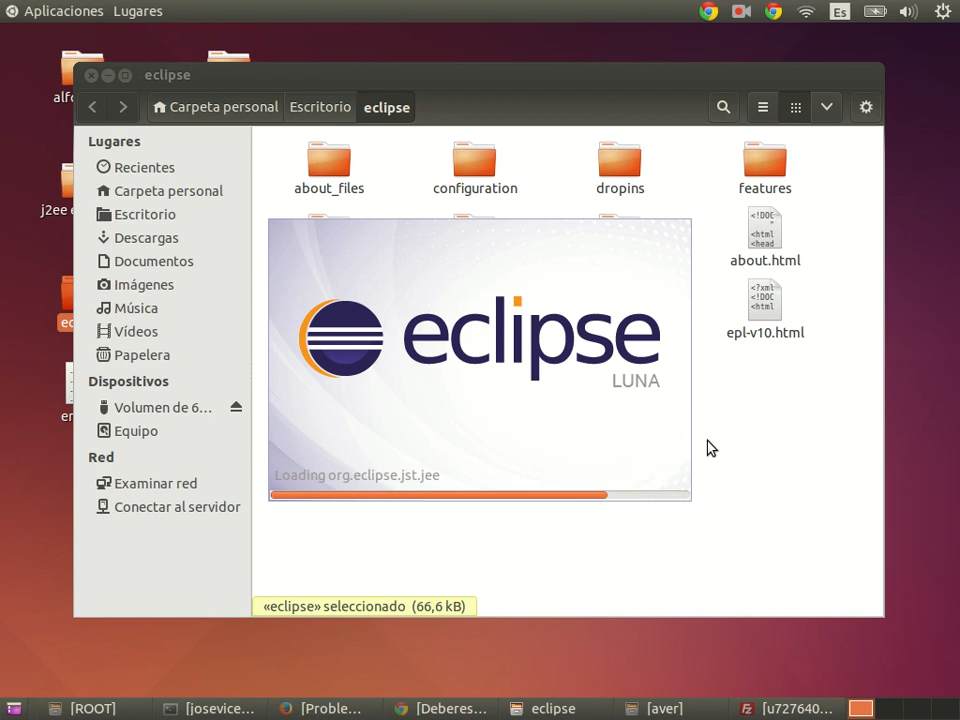 Aplicaciones Lugares
Es
eclipse
Carpeta personal Escritorio eclipse
Lugares
Recientes
Carpeta personal
Escritorio
Descargas
Documentos
Imágenes
Música
Vídeos
Papelera
Dispositivos
Volumen de 6...
Equipo
Red
Examinar red
Conectar al servidor
about_files configuration dropins features
about.html
epl-v10.html
eclipse
LUNA
Loading org.eclipse.jst.jee
«eclipse» seleccionado (66,6 kB)
[ROOT] [josevice... [Proble... [Deberes... eclipse [aver] [u727640...